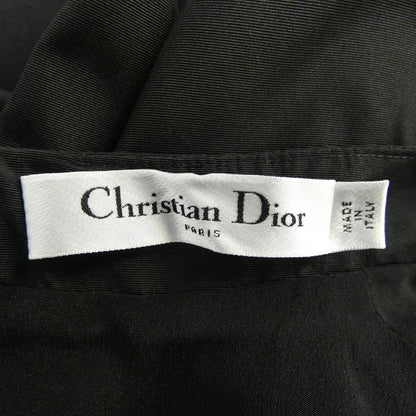 Christian Dior
PARIS
MADE
IN
ITALY